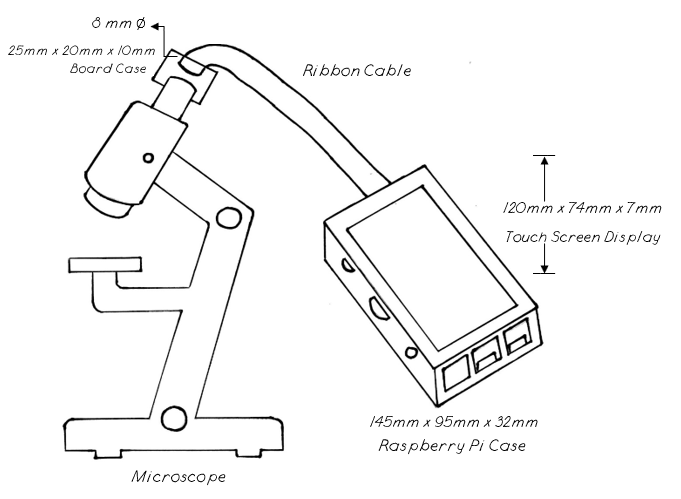 8 mm Ø
25mm x 20mm x 10mm
Board Case
Ribbon Cable
120mm x 74mm x 7mm
Touch Screen Display
145mm x 95mm x 32mm
Raspberry Pi Case
Microscope